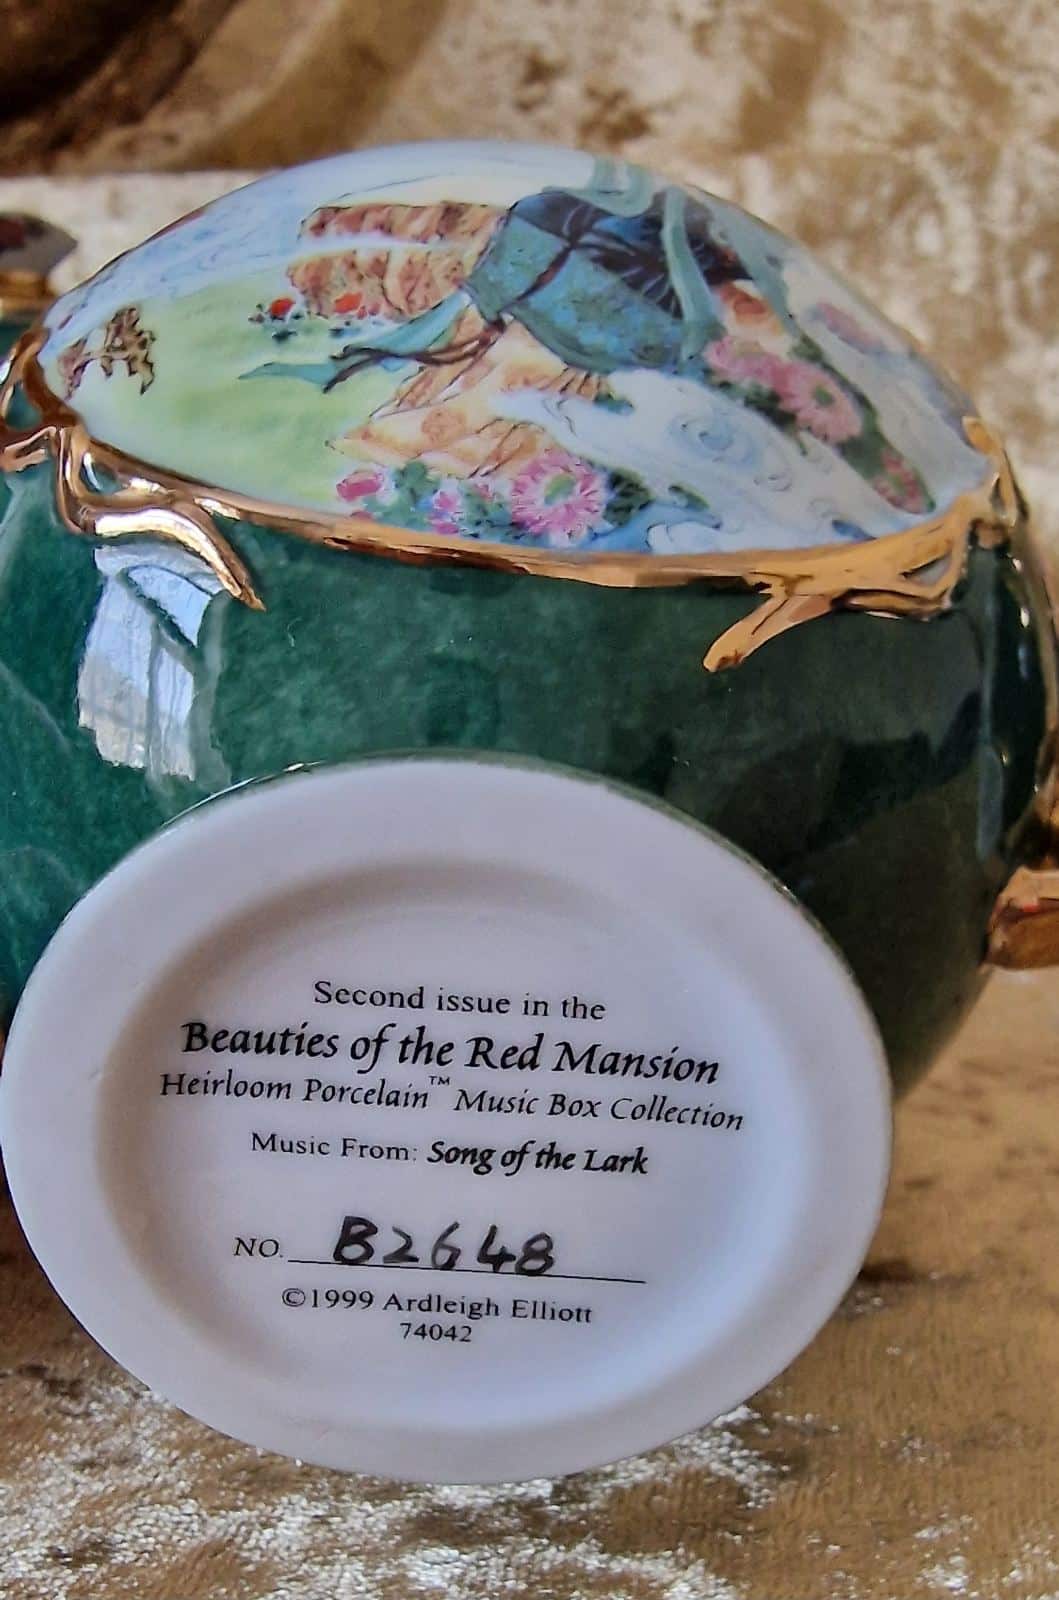 Second issue in the
Beauties of the Red Mansion
Heirloom Porcelain™ Music Box Collection
Music From: Song of the Lark
NO. B2648
©1999 Ardleigh Elliott
74042